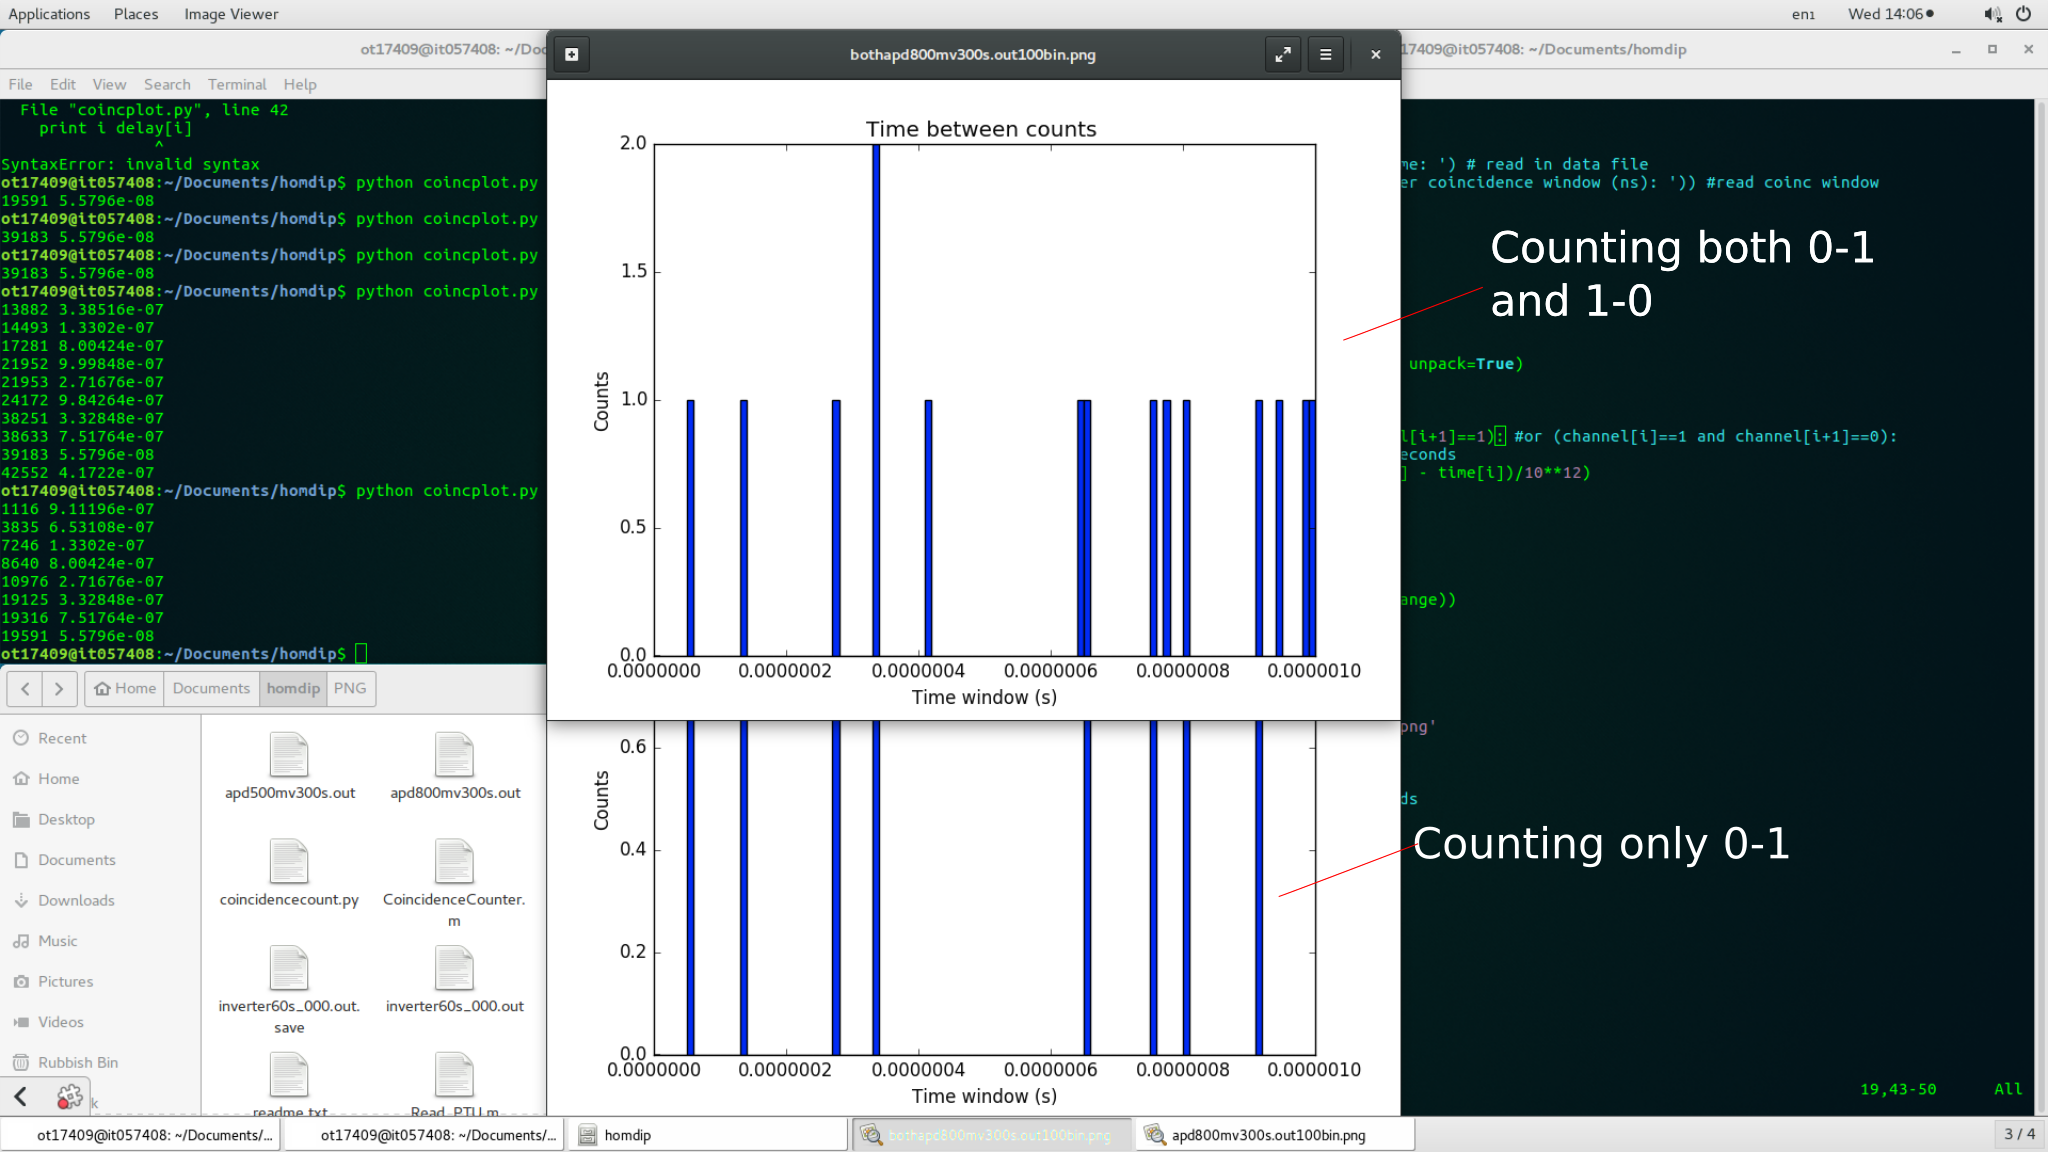 Applications Places Image Viewer en₁ Wed 14:06
ot17409@it057408: ~/Doc
File Edit View Search Terminal Help
File "coincplot.py", line 42
print i delay[i]
^
SyntaxError: invalid syntax
ot17409@it057408:~/Documents/homdip$ python coincplot.py
19591 5.5796e-08
ot17409@it057408:~/Documents/homdip$ python coincplot.py
39183 5.5796e-08
ot17409@it057408:~/Documents/homdip$ python coincplot.py
39183 5.5796e-08
ot17409@it057408:~/Documents/homdip$ python coincplot.py
13882 3.38516e-07
14493 1.3302e-07
17281 8.00424e-07
21952 9.99848e-07
21953 2.71676e-07
24172 9.84264e-07
38251 3.32848e-07
38633 7.51764e-07
39183 5.5796e-08
42552 4.1722e-07
ot17409@it057408:~/Documents/homdip$ python coincplot.py
1116 9.11196e-07
3835 6.53108e-07
7246 1.3302e-07
8640 8.00424e-07
10976 2.71676e-07
19125 3.32848e-07
19316 7.51764e-07
19591 5.5796e-08
ot17409@it057408:~/Documents/homdip$
bothapd800mv300s.out100bin.png
Time between counts
2.0
1.5
1.0
0.5
0.0
Counts
0.0000000 0.0000002 0.0000004 0.0000006 0.0000008 0.0000010
Time window (s)
0.6
0.4
0.2
0.0
Counts
0.0000000 0.0000002 0.0000004 0.0000006 0.0000008 0.0000010
Time window (s)
17409@it057408: ~/Documents/homdip
me: ') # read in data file
er coincidence window (ns): ')) #read coinc window
Counting both 0-1
and 1-0
unpack=True)
l[i+1]==1): #or (channel[i]==1 and channel[i+1]==0):
econds
] - time[i])/10**12)
ange))
png'
ds
Counting only 0-1
19,43-50 All
Home Documents homdip PNG
Recent
Home
Desktop
Documents
Downloads
Music
Pictures
Videos
Rubbish Bin
k
apd500mv300s.out apd800mv300s.out
coincidencecount.py CoincidenceCounter.
m
inverter60s_000.out. inverter60s_000.out
save
readme.txt Read_PTU.m
ot17409@it057408: ~/Documents/... ot17409@it057408: ~/Documents/... homdip bothapd800mv300s.out100bin.png apd800mv300s.out100bin.png 3 / 4